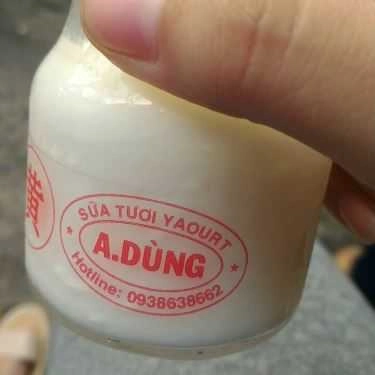 SỮA TƯƠI YAOURT
A.DÙNG
Hotline: 0938638662